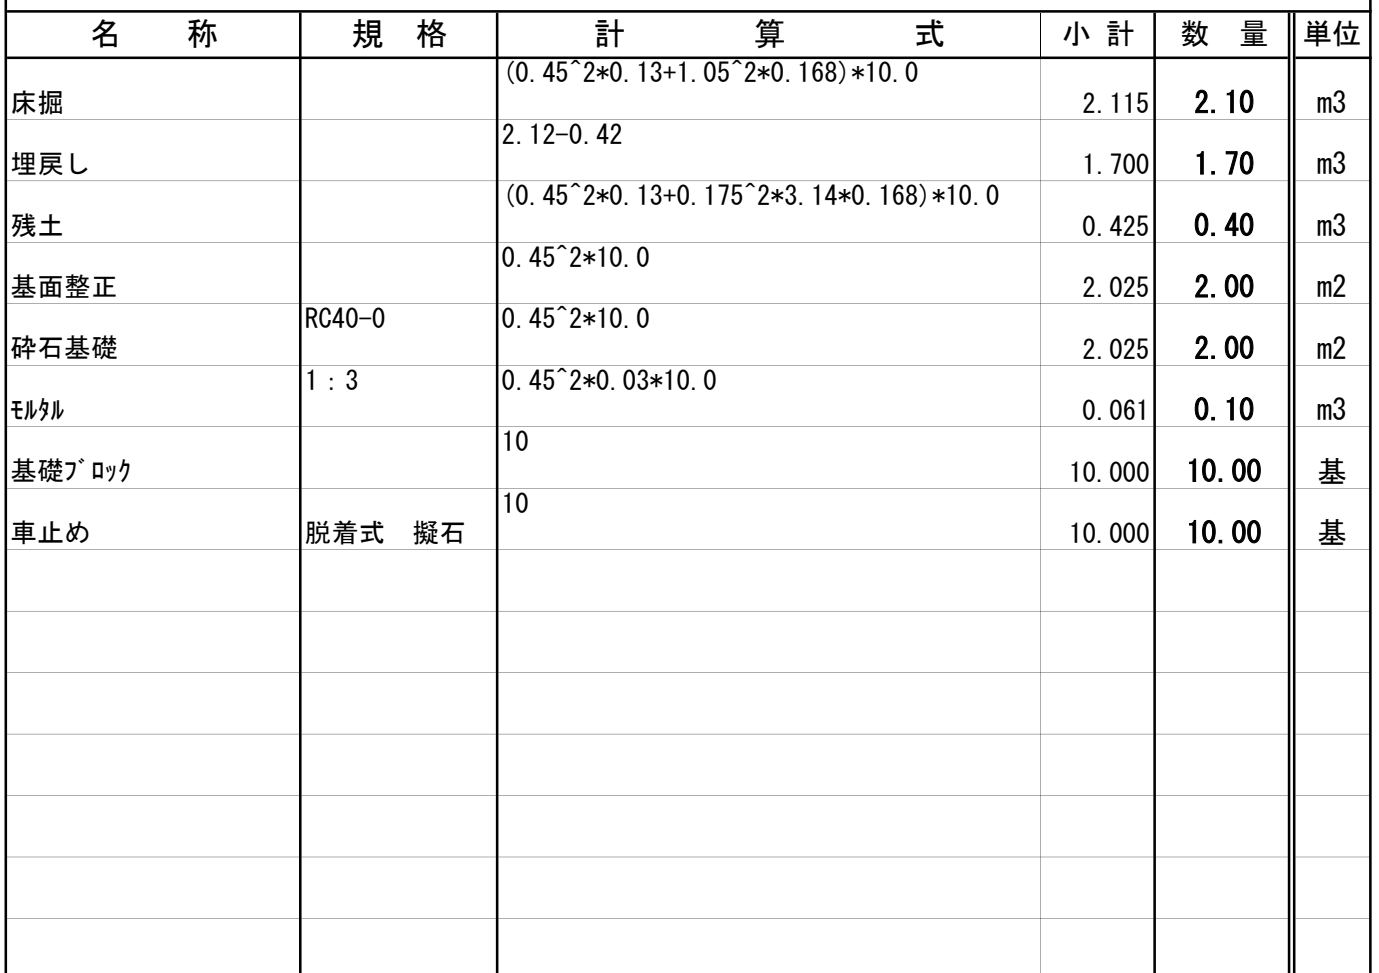 名　称 規　格 計　算　式 小 計 数　量 単位
床掘 (0.45^2*0.13+1.05^2*0.168)*10.0 2.115 2.10 m3
埋戻し 2.12-0.42 1.700 1.70 m3
残土 (0.45^2*0.13+0.175^2*3.14*0.168)*10.0 0.425 0.40 m3
基面整正 0.45^2*10.0 2.025 2.00 m2
砕石基礎 RC40-0 0.45^2*10.0 2.025 2.00 m2
ﾓﾙﾀﾙ 1：3 0.45^2*0.03*10.0 0.061 0.10 m3
基礎ﾌﾞﾛｯｸ 10 10.000 10.00 基
車止め 脱着式　擬石 10 10.000 10.00 基